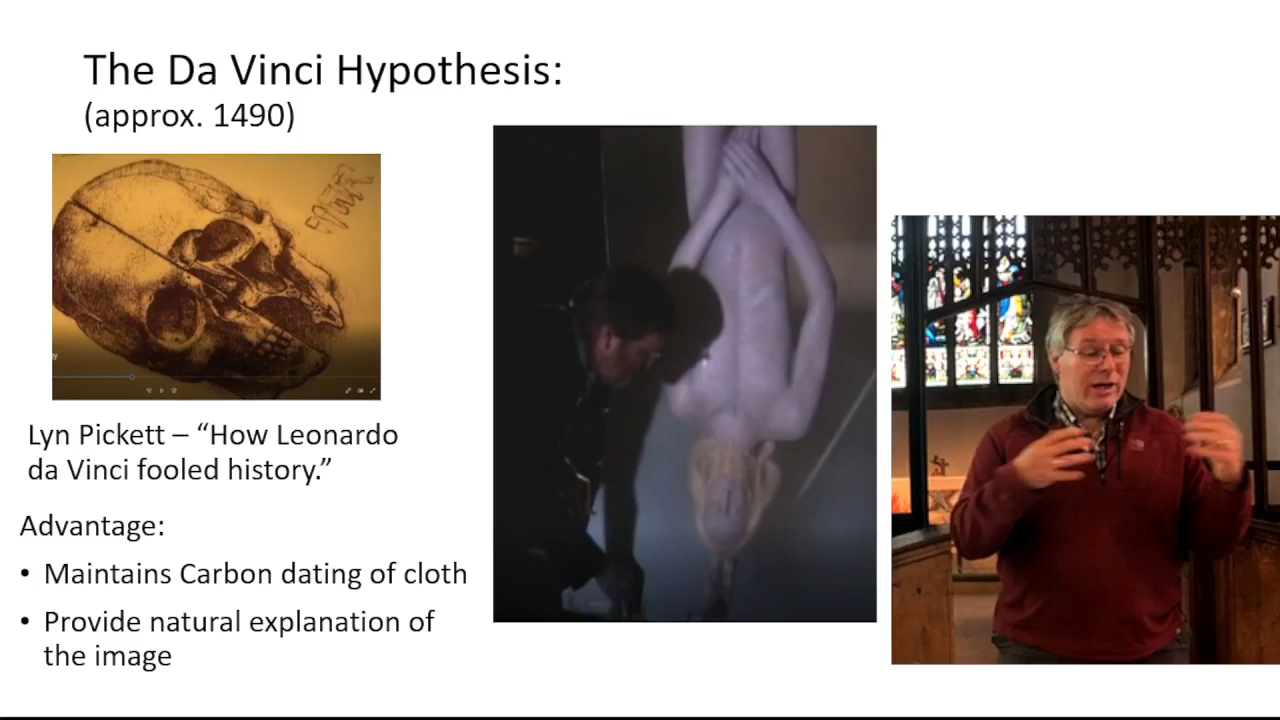 The Da Vinci Hypothesis:
(approx. 1490)
Lyn Pickett – “How Leonardo
da Vinci fooled history.”
Advantage:
• Maintains Carbon dating of cloth
• Provide natural explanation of
the image